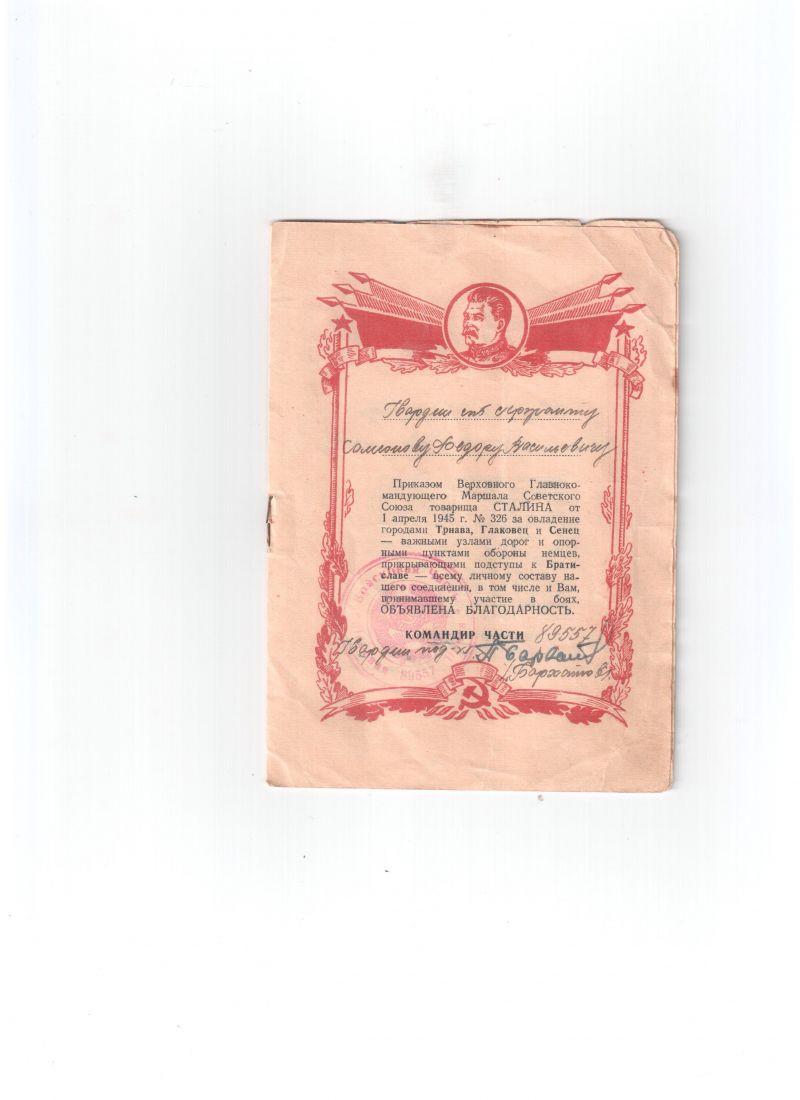 Гвардии ст. сержанту
Самсонову Федору Васильевичу
Приказом Верховного Главноко-
мандующего Маршала Советского
Союза товарища СТАЛИНА от
1 апреля 1945 г. № 326 за овладение
городами Трнава, Глаковец и Сенец
— важными узлами дорог и опор-
ными пунктами обороны немцев,
прикрывающими подступы к Брати-
славе — всему личному составу на-
шего соединения, в том числе и Вам,
принимавшему участие в боях,
ОБЪЯВЛЕНА БЛАГОДАРНОСТЬ.
КОМАНДИР ЧАСТИ 89557
Гвардии
89557